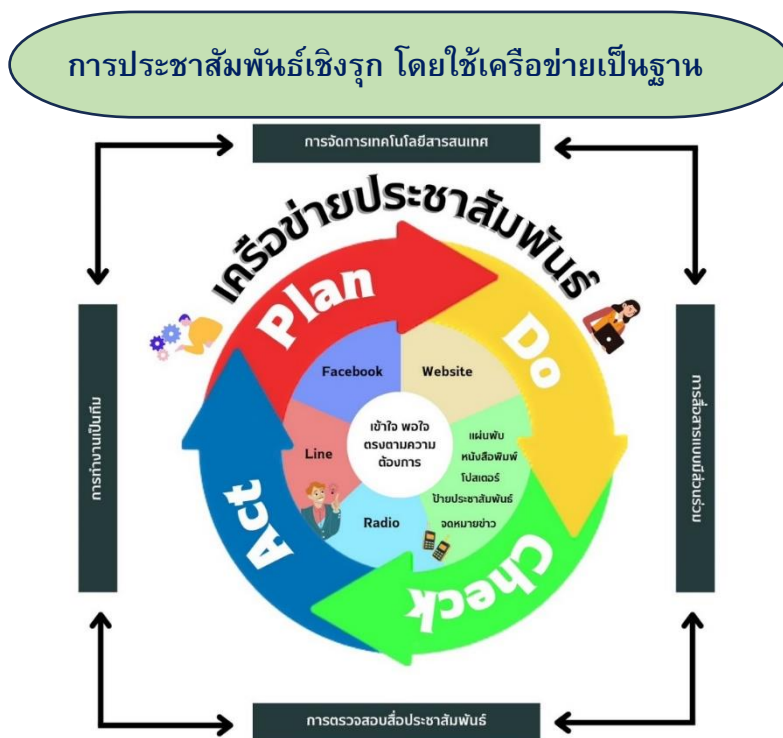 การประชาสัมพันธ์เชิงรุก โดยใช้เครือข่ายเป็นฐาน
การจัดการเทคโนโลยีสารสนเทศ
เครือข่ายประชาสัมพันธ์
Plan
Do
Facebook
Website
การทำงานเป็นทีม
เข้าใจ พอใจ
ตรงตามความ
ต้องการ
แผ่นพับ
หนังสือพิมพ์
โปสเตอร์
ป้ายประชาสัมพันธ์
จดหมายข่าว
การสื่อสารแบบมีส่วนร่วม
Line
Radio
Act
Check
การตรวจสอบสื่อประชาสัมพันธ์